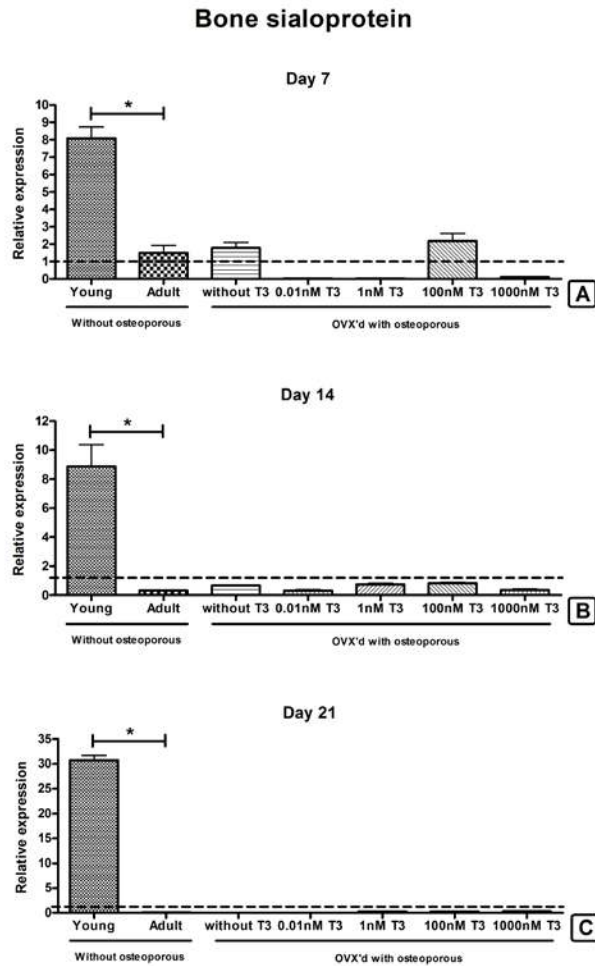 Bone sialoprotein
Day 7
Relative expression
10
9
8
7
6
5
4
3
2
1
0
*
Young Adult without T3 0.01nM T3 1nM T3 100nM T3 1000nM T3
Without osteoporous OVX'd with osteoporous
A
Day 14
Relative expression
12
10
8
6
4
2
0
*
Young Adult without T3 0.01nM T3 1nM T3 100nM T3 1000nM T3
Without osteoporous OVX'd with osteoporous
B
Day 21
Relative expression
35
30
25
20
15
10
5
0
*
Young Adult without T3 0.01nM T3 1nM T3 100nM T3 1000nM T3
Without osteoporous OVX'd with osteoporous
C